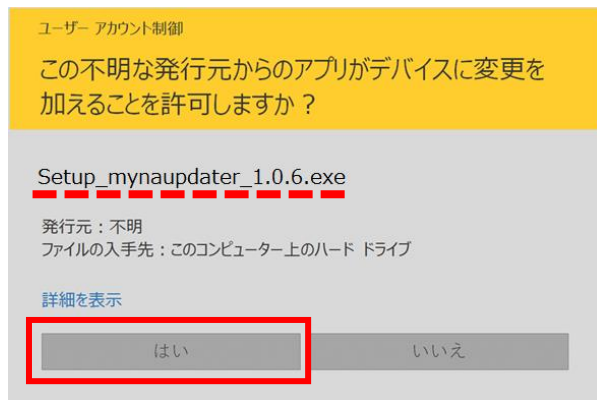 ユーザー アカウント制御
この不明な発行元からのアプリがデバイスに変更を
加えることを許可しますか？
Setup_mynaupdater_1.0.6.exe
発行元：不明
ファイルの入手先：このコンピューター上のハード ドライブ
詳細を表示
はい
いいえ